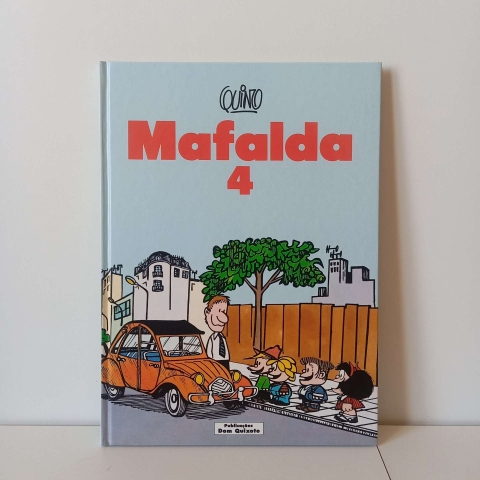 QUINO
Mafalda
4
Publicações
Dom Quixote